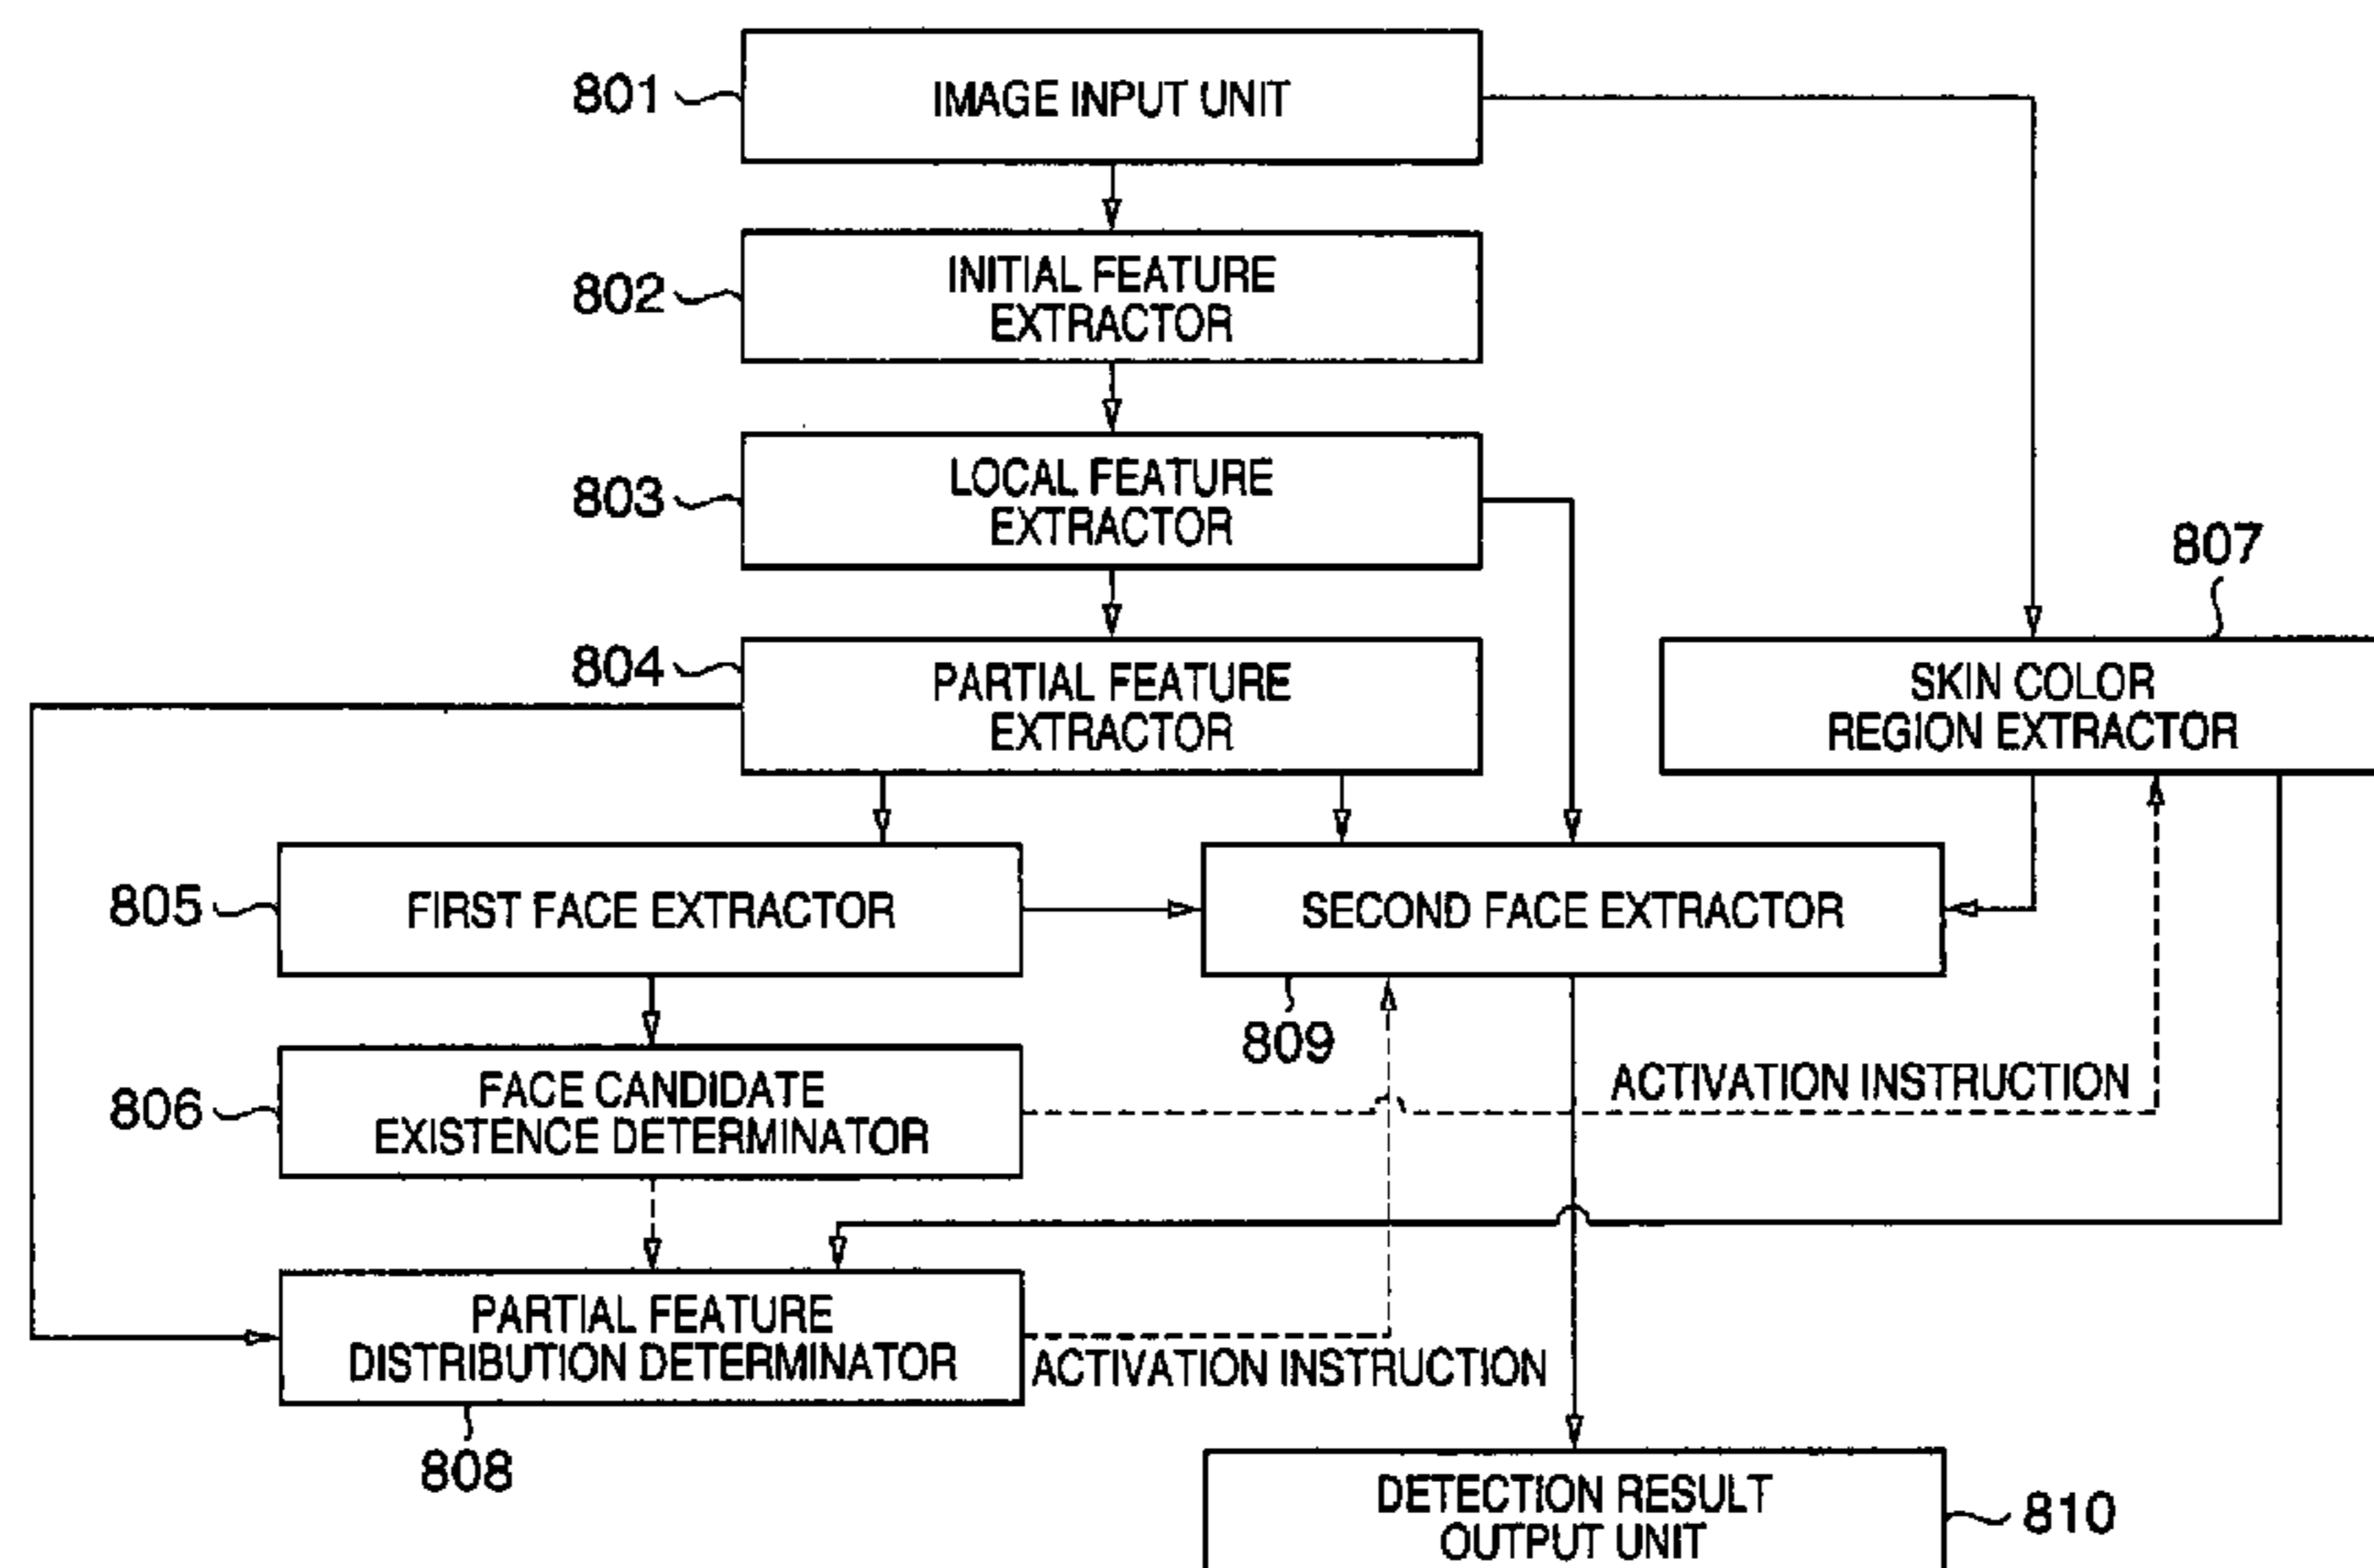 801
IMAGE INPUT UNIT
802
INITIAL FEATURE
EXTRACTOR
803
LOCAL FEATURE
EXTRACTOR
807
804
PARTIAL FEATURE
EXTRACTOR
SKIN COLOR
REGION EXTRACTOR
805
FIRST FACE EXTRACTOR
SECOND FACE EXTRACTOR
809
806
FACE CANDIDATE
EXISTENCE DETERMINATOR
ACTIVATION INSTRUCTION
PARTIAL FEATURE
DISTRIBUTION DETERMINATOR
ACTIVATION INSTRUCTION
808
DETECTION RESULT
OUTPUT UNIT
810